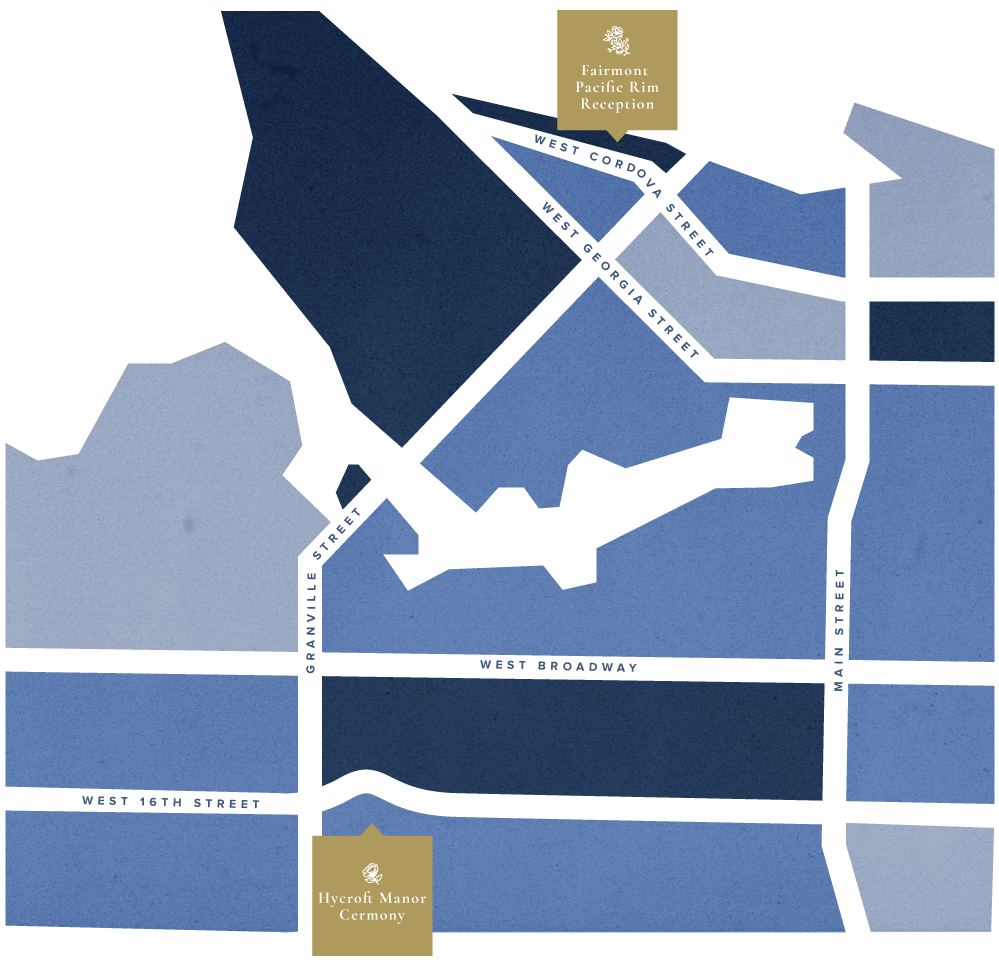 Fairmont
Pacific Rim
Reception
WEST CORDOVA STREET
WEST GEORGIA STREET
GRANVILLE STREET
WEST BROADWAY
MAIN STREET
WEST 16TH STREET
Hycroft Manor
Cermony